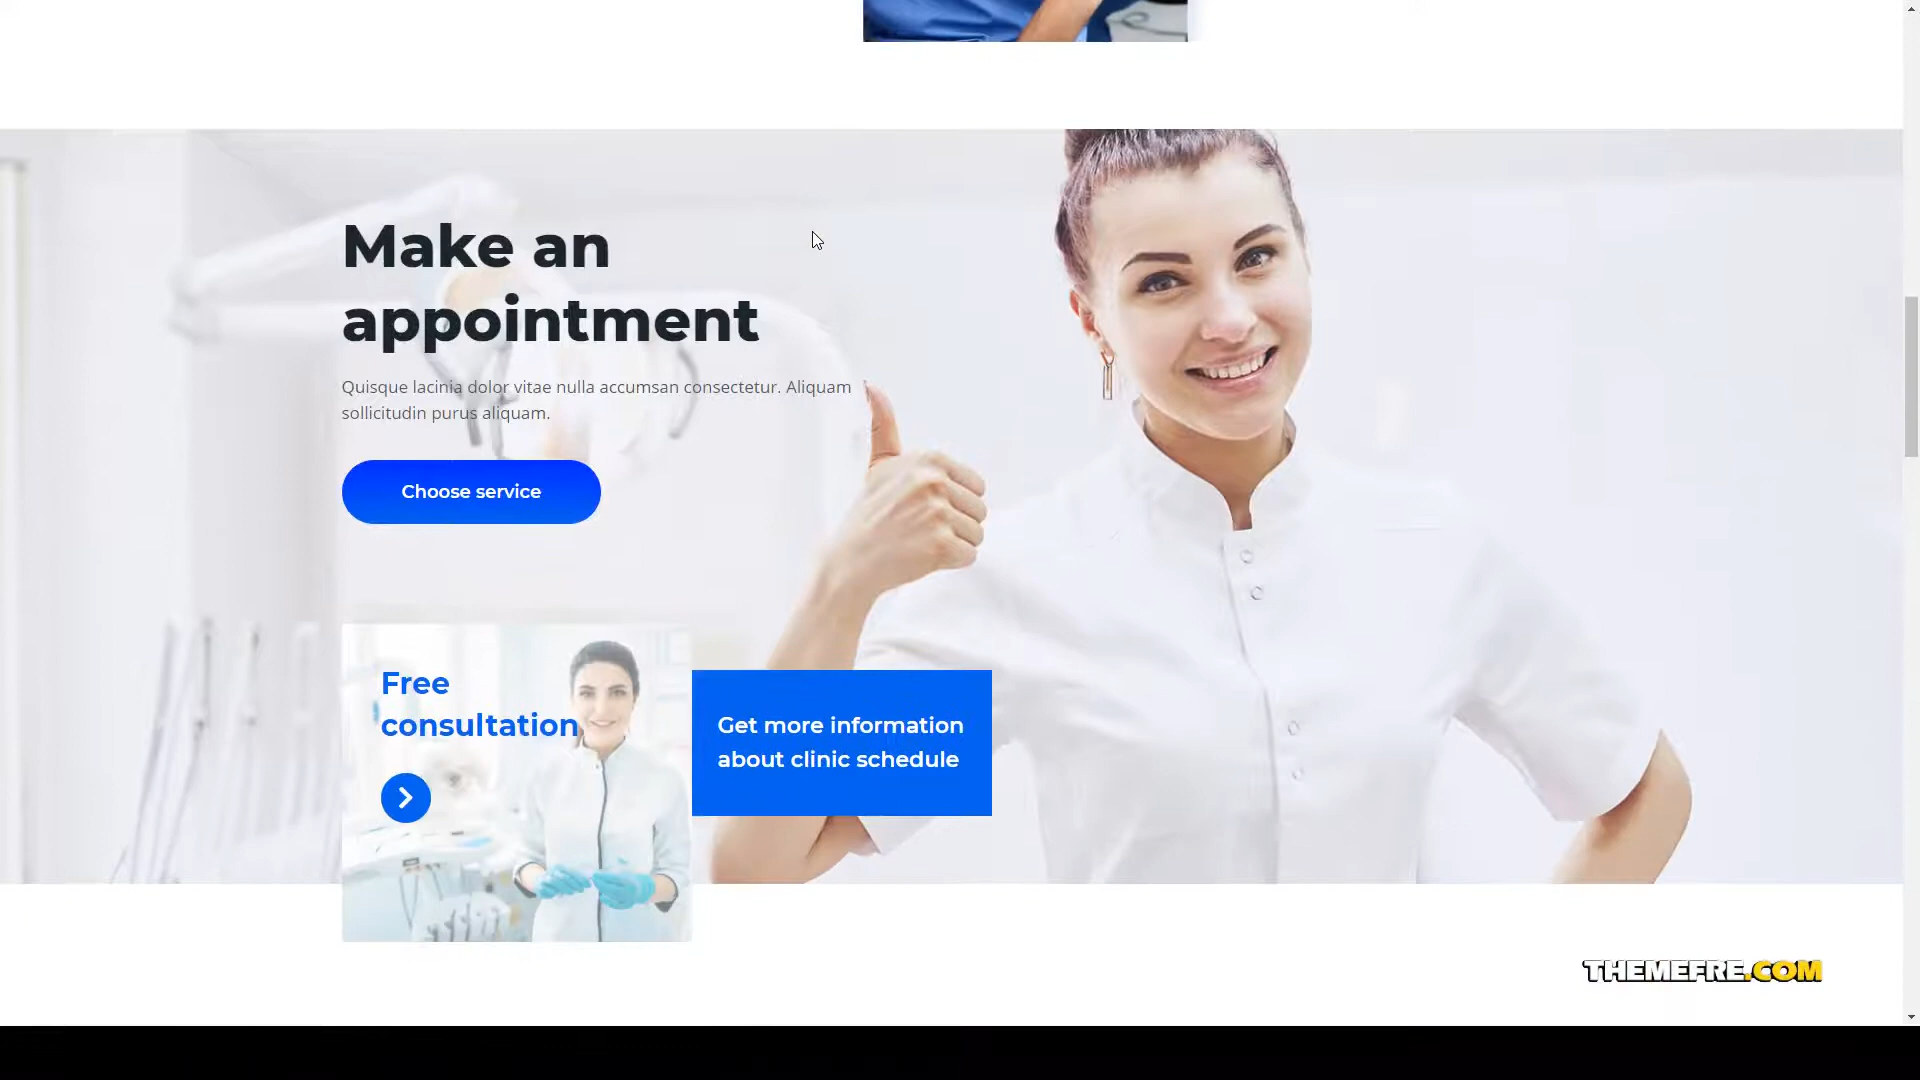 Make an
appointment
Quisque lacinia dolor vitae nulla accumsan consectetur. Aliquam
sollicitudin purus aliquam.
Choose service
Free
consultation
Get more information
about clinic schedule
THEMEFRE.COM